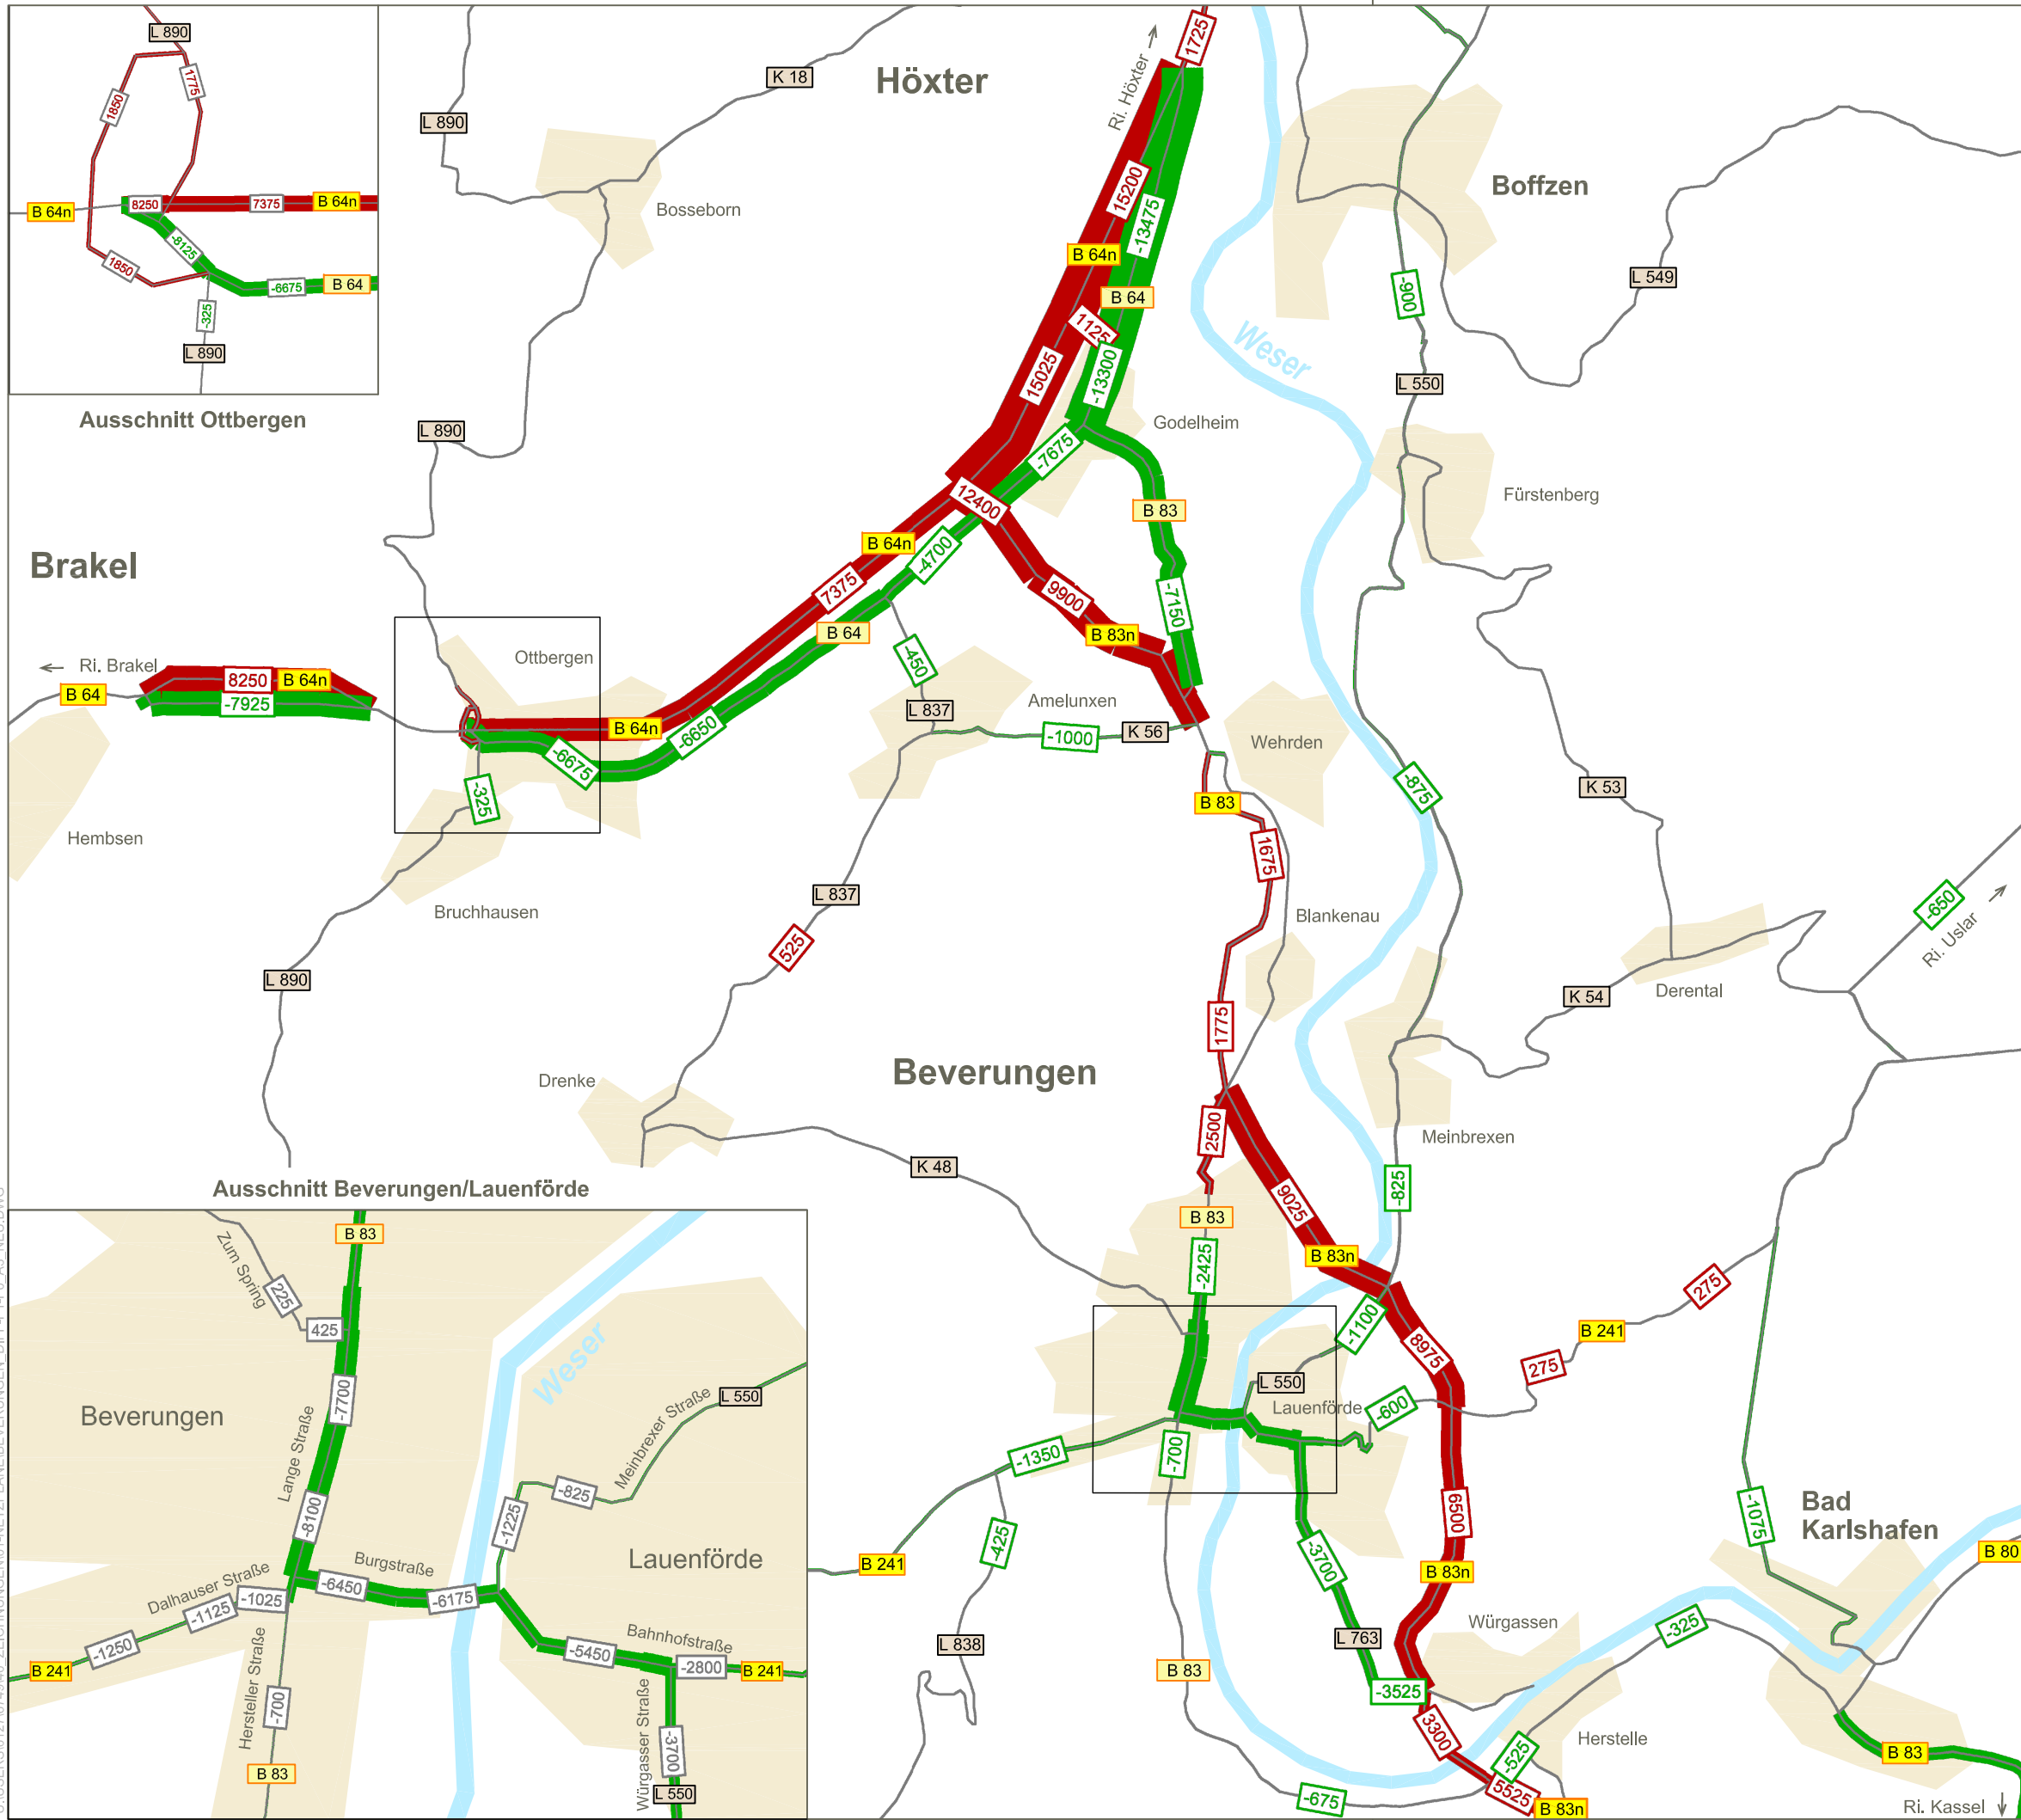 L 890
1775
1850
B 64n
8250
7375
B 64n
-8125
1850
-6675
B 64
-325
L 890
Ausschnitt Ottbergen
L 890
K 18
Höxter
Bosseborn
L 890
Ri. Höxter
1725
15200
-13475
B 64n
B 64
1125
15025
-13300
Godelheim
-7675
Weser
Boffzen
-900
L 549
L 550
Fürstenberg
12400
B 83
B 64n
-4700
7375
B 64
9900
-7150
B 83n
Brakel
Ri. Brakel
B 64
8250
B 64n
-7925
Ottbergen
B 64n
-6650
-6675
-325
-450
L 837
Amelunxen
-1000
K 56
Wehrden
B 83
1675
-875
K 53
Hembsen
Bruchhausen
L 837
525
Blankenau
L 890
1775
K 54
Derental
-650
Ri. Uslar
Drenke
Beverungen
2500
Meinbrexen
K 48
-825
9025
B 83
-2425
B 83n
-1100
8975
275
B 241
275
L 550
Lauenförde
-600
-1350
-700
6500
-1075
Bad
Karlshafen
B 80
-425
B 241
-3700
B 83n
Würgassen
-325
L 838
L 763
B 83
-3525
3300
Herstelle
-525
B 83
-675
5525
B 83n
Ri. Kassel
Ausschnitt Beverungen/Lauenförde
B 83
Zum Spring
225
425
Weser
-7700
Beverungen
Meinbrexer Straße
L 550
Lange Straße
-825
-8100
-1225
Burgstraße
Lauenförde
Dalhauser Straße
-6450
-6175
-1025
-1125
-1250
B 241
Bahnhofstraße
-5450
-2800
B 241
Hersteller Straße
-700
Würgasser Straße
-3700
B 83
L 550